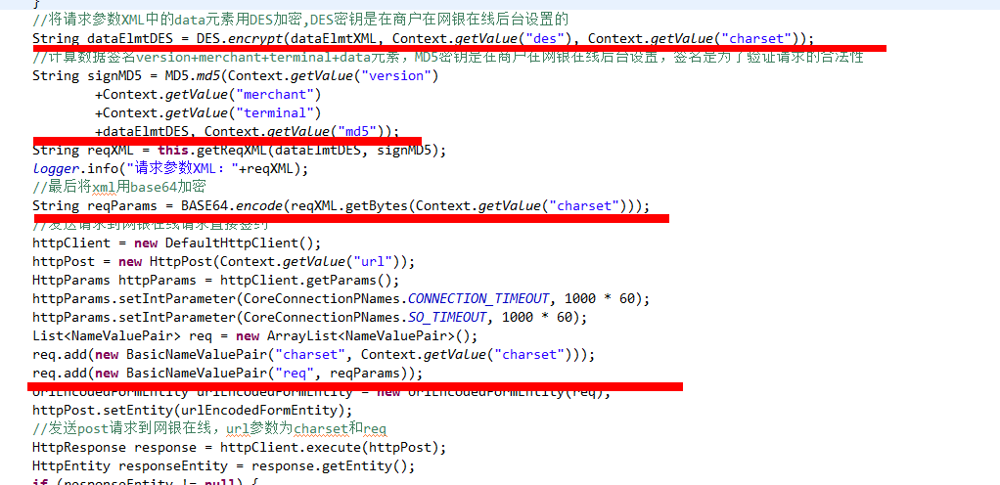 }
//将请求参数XML中的data元素用DES加密,DES密钥是在商户在网银在线后台设置的
String dataElmtDES = DES.encrypt(dataElmtXML, Context.getValue("des"), Context.getValue("charset"));
//计算数据签名version+merchant+terminal+data元素，MD5密钥是在商户在网银在线后台设置，签名是为了验证请求的合法性
String signMD5 = MD5.md5(Context.getValue("version")
+Context.getValue("merchant")
+Context.getValue("terminal")
+dataElmtDES, Context.getValue("md5"));
String reqXML = this.getReqXML(dataElmtDES, signMD5);
logger.info("请求参数XML："+reqXML);
//最后将xml用base64加密
String reqParams = BASE64.encode(reqXML.getBytes(Context.getValue("charset")));
//发送请求到网银在线请求直接签约
httpClient = new DefaultHttpClient();
httpPost = new HttpPost(Context.getValue("url"));
HttpParams httpParams = httpClient.getParams();
httpParams.setIntParameter(CoreConnectionPNames.CONNECTION_TIMEOUT, 1000 * 60);
httpParams.setIntParameter(CoreConnectionPNames.SO_TIMEOUT, 1000 * 60);
List<NameValuePair> req = new ArrayList<NameValuePair>();
req.add(new BasicNameValuePair("charset", Context.getValue("charset")));
req.add(new BasicNameValuePair("req", reqParams));
UrlEncodedFormEntity urlEncodedFormEntity = new UrlEncodedFormEntity(req);
httpPost.setEntity(urlEncodedFormEntity);
//发送post请求到网银在线，url参数为charset和req
HttpResponse response = httpClient.execute(httpPost);
HttpEntity responseEntity = response.getEntity();
if (responseEntity != null) {